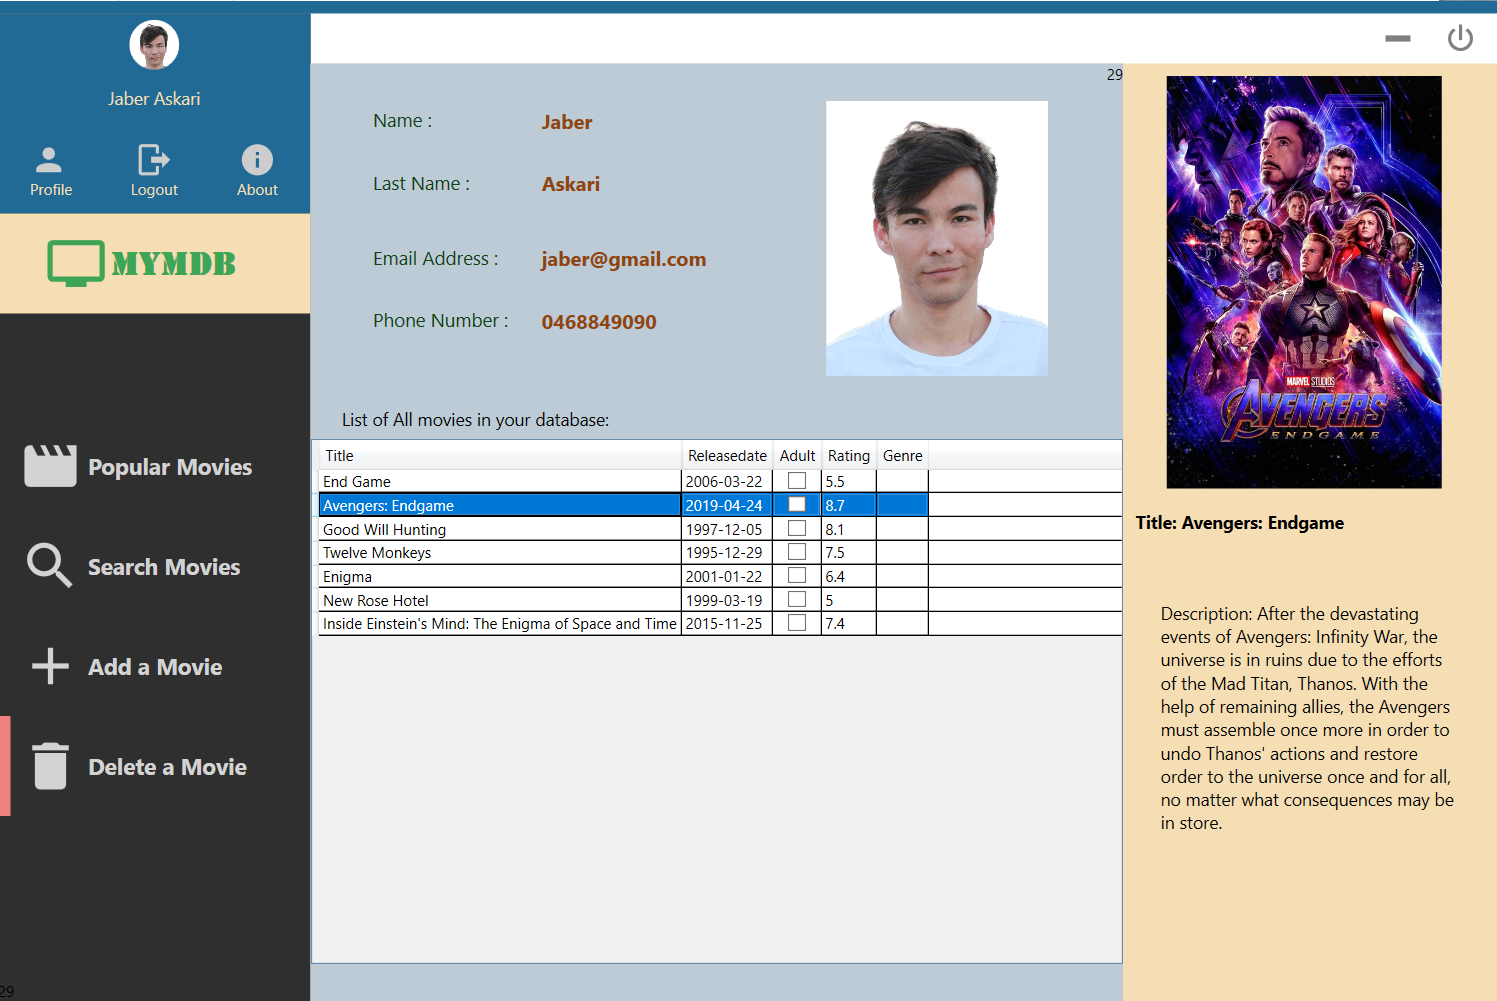 Jaber Askari
Profile Logout About
MYMDB
Popular Movies
Search Movies
Add a Movie
Delete a Movie
29
29
Name : Jaber
Last Name : Askari
Email Address : jaber@gmail.com
Phone Number : 0468849090
List of All movies in your database:
Title Releasedate Adult Rating Genre
End Game 2006-03-22 5.5
Avengers: Endgame 2019-04-24 8.7
Good Will Hunting 1997-12-05 8.1
Twelve Monkeys 1995-12-29 7.5
Enigma 2001-01-22 6.4
New Rose Hotel 1999-03-19 5
Inside Einstein's Mind: The Enigma of Space and Time 2015-11-25 7.4
MARVEL STUDIOS
AVENGERS
ENDGAME
Title: Avengers: Endgame
Description: After the devastating
events of Avengers: Infinity War, the
universe is in ruins due to the efforts
of the Mad Titan, Thanos. With the
help of remaining allies, the Avengers
must assemble once more in order to
undo Thanos' actions and restore
order to the universe once and for all,
no matter what consequences may be
in store.